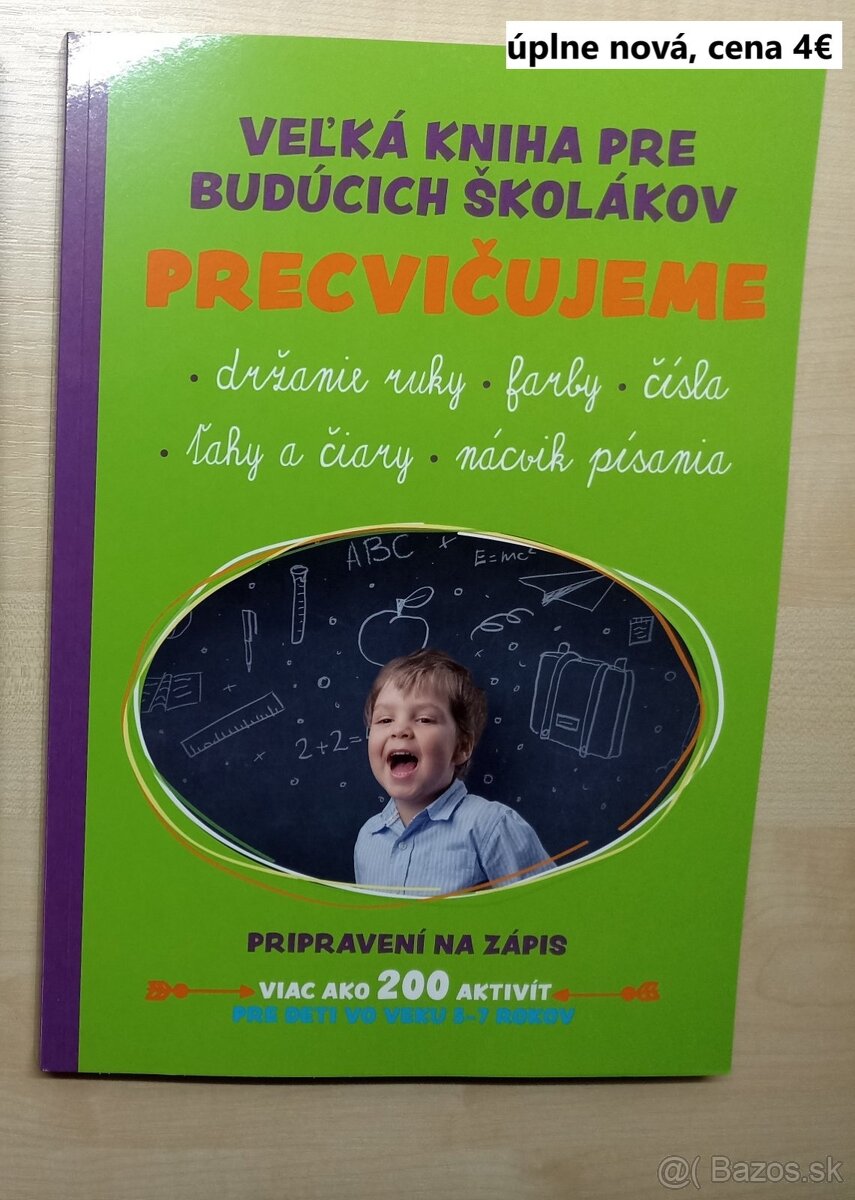 úplne nová, cena 4€
VEĽKÁ KNIHA PRE
BUDÚCICH ŠKOLÁKOV
PRECVIČUJEME
• držanie ruky • farby • čísla
• ťahy a čiary • nácvik písania
ABC
E=mc²
2+2=
PRIPRAVENÍ NA ZÁPIS
VIAC AKO 200 AKTIVÍT
PRE DETI VO VEKU 5-7 ROKOV
@( Bazos.sk